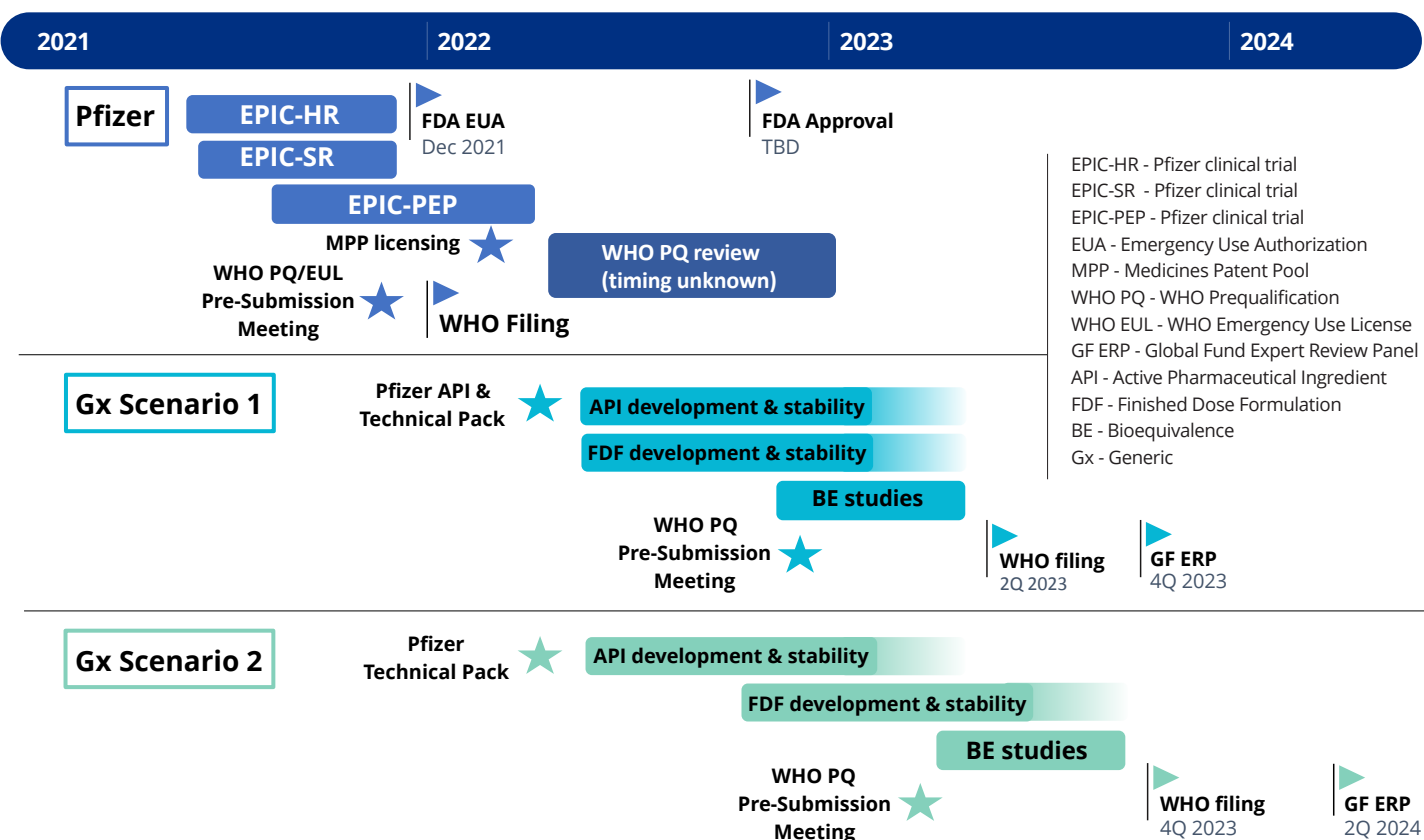 2021
2022
2023
2024
Pfizer
EPIC-HR
EPIC-SR
EPIC-PEP
FDA EUA
Dec 2021
FDA Approval
TBD
MPP licensing
WHO PQ/EUL
Pre-Submission
Meeting
WHO Filing
WHO PQ review
(timing unknown)
EPIC-HR - Pfizer clinical trial
EPIC-SR - Pfizer clinical trial
EPIC-PEP - Pfizer clinical trial
EUA - Emergency Use Authorization
MPP - Medicines Patent Pool
WHO PQ - WHO Prequalification
WHO EUL - WHO Emergency Use License
GF ERP - Global Fund Expert Review Panel
API - Active Pharmaceutical Ingredient
FDF - Finished Dose Formulation
BE - Bioequivalence
Gx - Generic
Gx Scenario 1
Pfizer API &
Technical Pack
API development & stability
FDF development & stability
BE studies
WHO PQ
Pre-Submission
Meeting
WHO filing
2Q 2023
GF ERP
4Q 2023
Gx Scenario 2
Pfizer
Technical Pack
API development & stability
FDF development & stability
BE studies
WHO PQ
Pre-Submission
Meeting
WHO filing
4Q 2023
GF ERP
2Q 2024